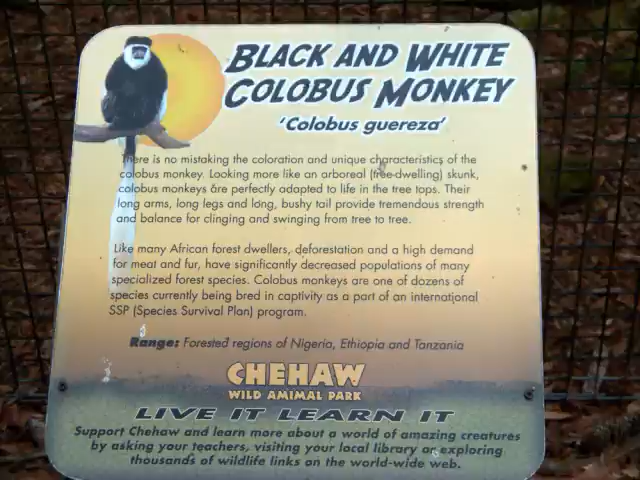 BLACK AND WHITE
COLOBUS MONKEY
'Colobus guereza'
There is no mistaking the coloration and unique characteristics of the
colobus monkey. Looking more like an arboreal (tree-dwelling) skunk,
colobus monkeys are perfectly adapted to life in the tree tops. Their
long arms, long legs and long, bushy tail provide tremendous strength
and balance for clinging and swinging from tree to tree.
Like many African forest dwellers, deforestation and a high demand
for meat and fur, have significantly decreased populations of many
specialized forest species. Colobus monkeys are one of dozens of
species currently being bred in captivity as a part of an international
SSP (Species Survival Plan) program.
Range: Forested regions of Nigeria, Ethiopia and Tanzania
CHEHAW
WILD ANIMAL PARK
LIVE IT LEARN IT
Support Chehaw and learn more about a world of amazing creatures
by asking your teachers, visiting your local library or exploring
thousands of wildlife links on the world-wide web.